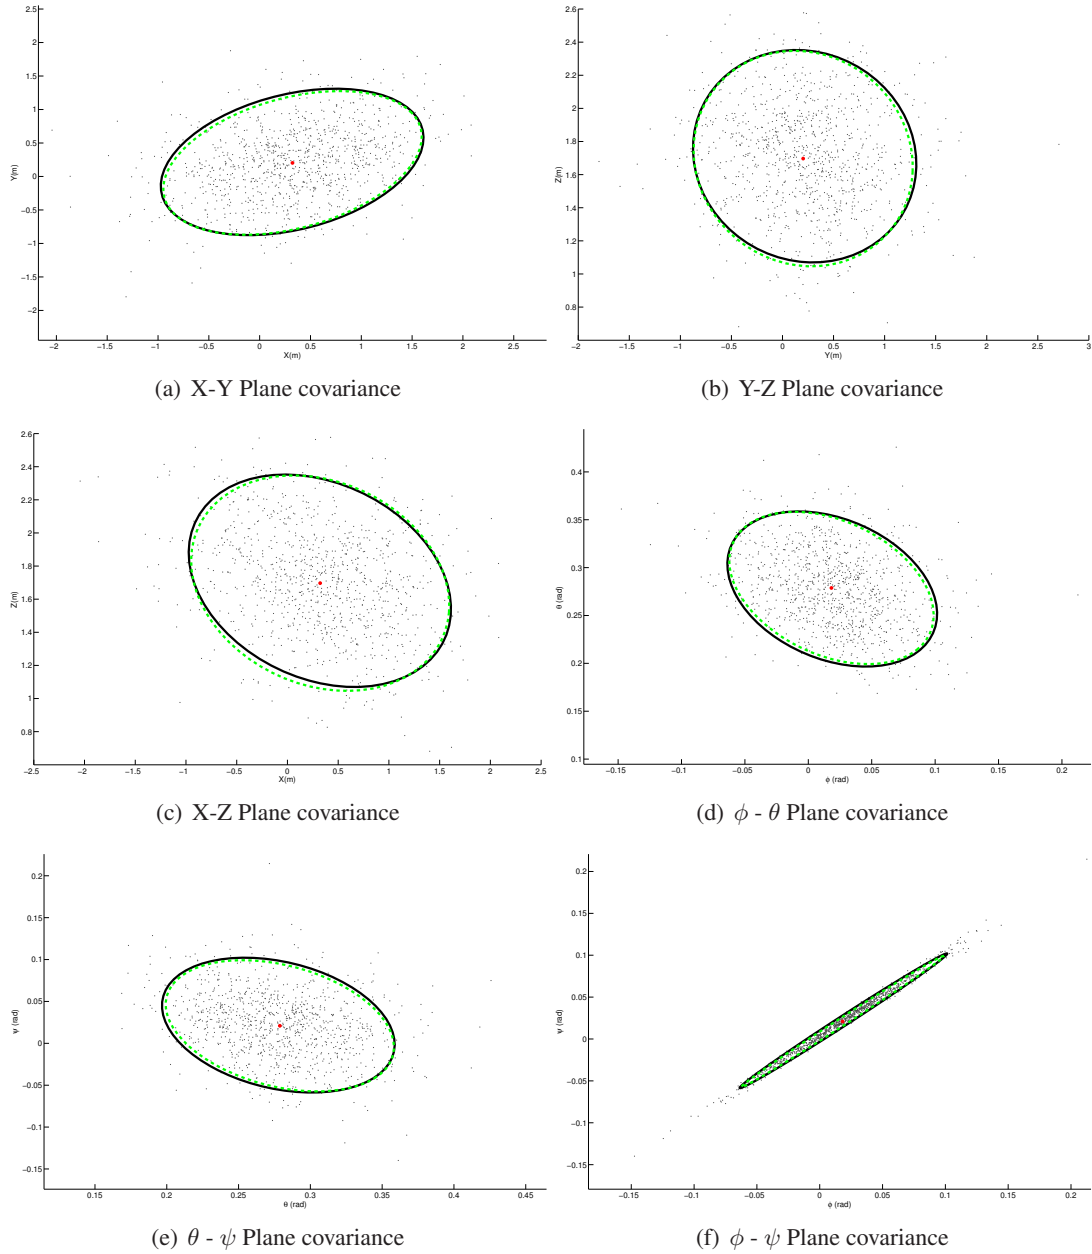 2.5
2
1.5
1
0.5
0
−0.5
−1
−1.5
−2
Y(m)
−2 −1.5 −1 −0.5 0 0.5 1 1.5 2 2.5
X(m)
(a) X-Y Plane covariance
2.6
2.4
2.2
2
1.8
1.6
1.4
1.2
1
0.8
Z(m)
−2 −1.5 −1 −0.5 0 0.5 1 1.5 2 2.5 3
Y(m)
(b) Y-Z Plane covariance
2.6
2.4
2.2
2
1.8
1.6
1.4
1.2
1
0.8
Z(m)
−2.5 −2 −1.5 −1 −0.5 0 0.5 1 1.5 2 2.5
X(m)
(c) X-Z Plane covariance
0.4
0.35
0.3
0.25
0.2
0.15
0.1
θ (rad)
−0.15 −0.1 −0.05 0 0.05 0.1 0.15 0.2
ϕ (rad)
(d) ϕ - θ Plane covariance
0.2
0.15
0.1
0.05
0
−0.05
−0.1
−0.15
ψ (rad)
0.15 0.2 0.25 0.3 0.35 0.4 0.45
θ (rad)
(e) θ - ψ Plane covariance
0.2
0.15
0.1
0.05
0
−0.05
−0.1
−0.15
ψ (rad)
−0.15 −0.1 −0.05 0 0.05 0.1 0.15 0.2
ϕ (rad)
(f) ϕ - ψ Plane covariance